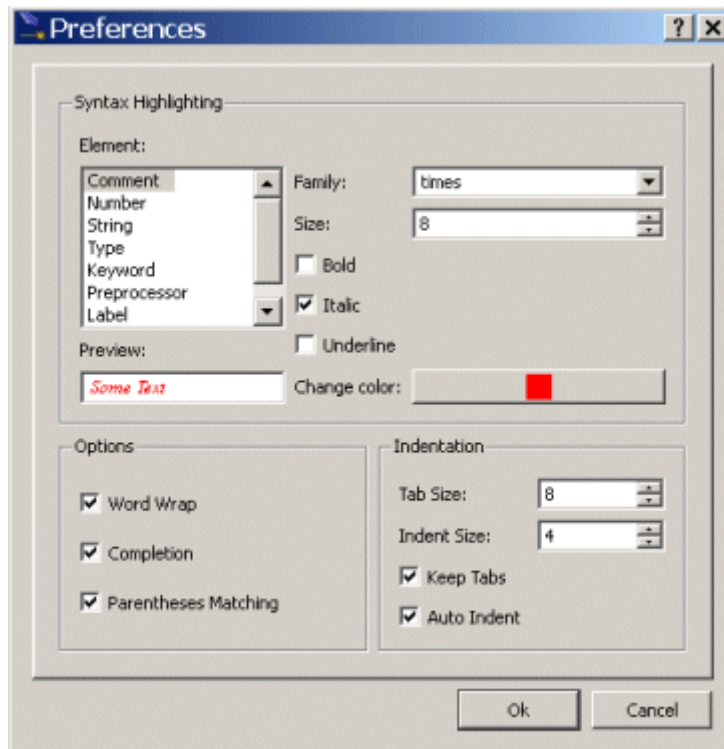 Preferences
Syntax Highlighting
Element:
Comment
Number
String
Type
Keyword
Preprocessor
Label
Family: times
Size: 8
Bold
Italic
Underline
Preview:
Some Text
Change color:
Options
Word Wrap
Completion
Parentheses Matching
Indentation
Tab Size: 8
Indent Size: 4
Keep Tabs
Auto Indent
Ok Cancel